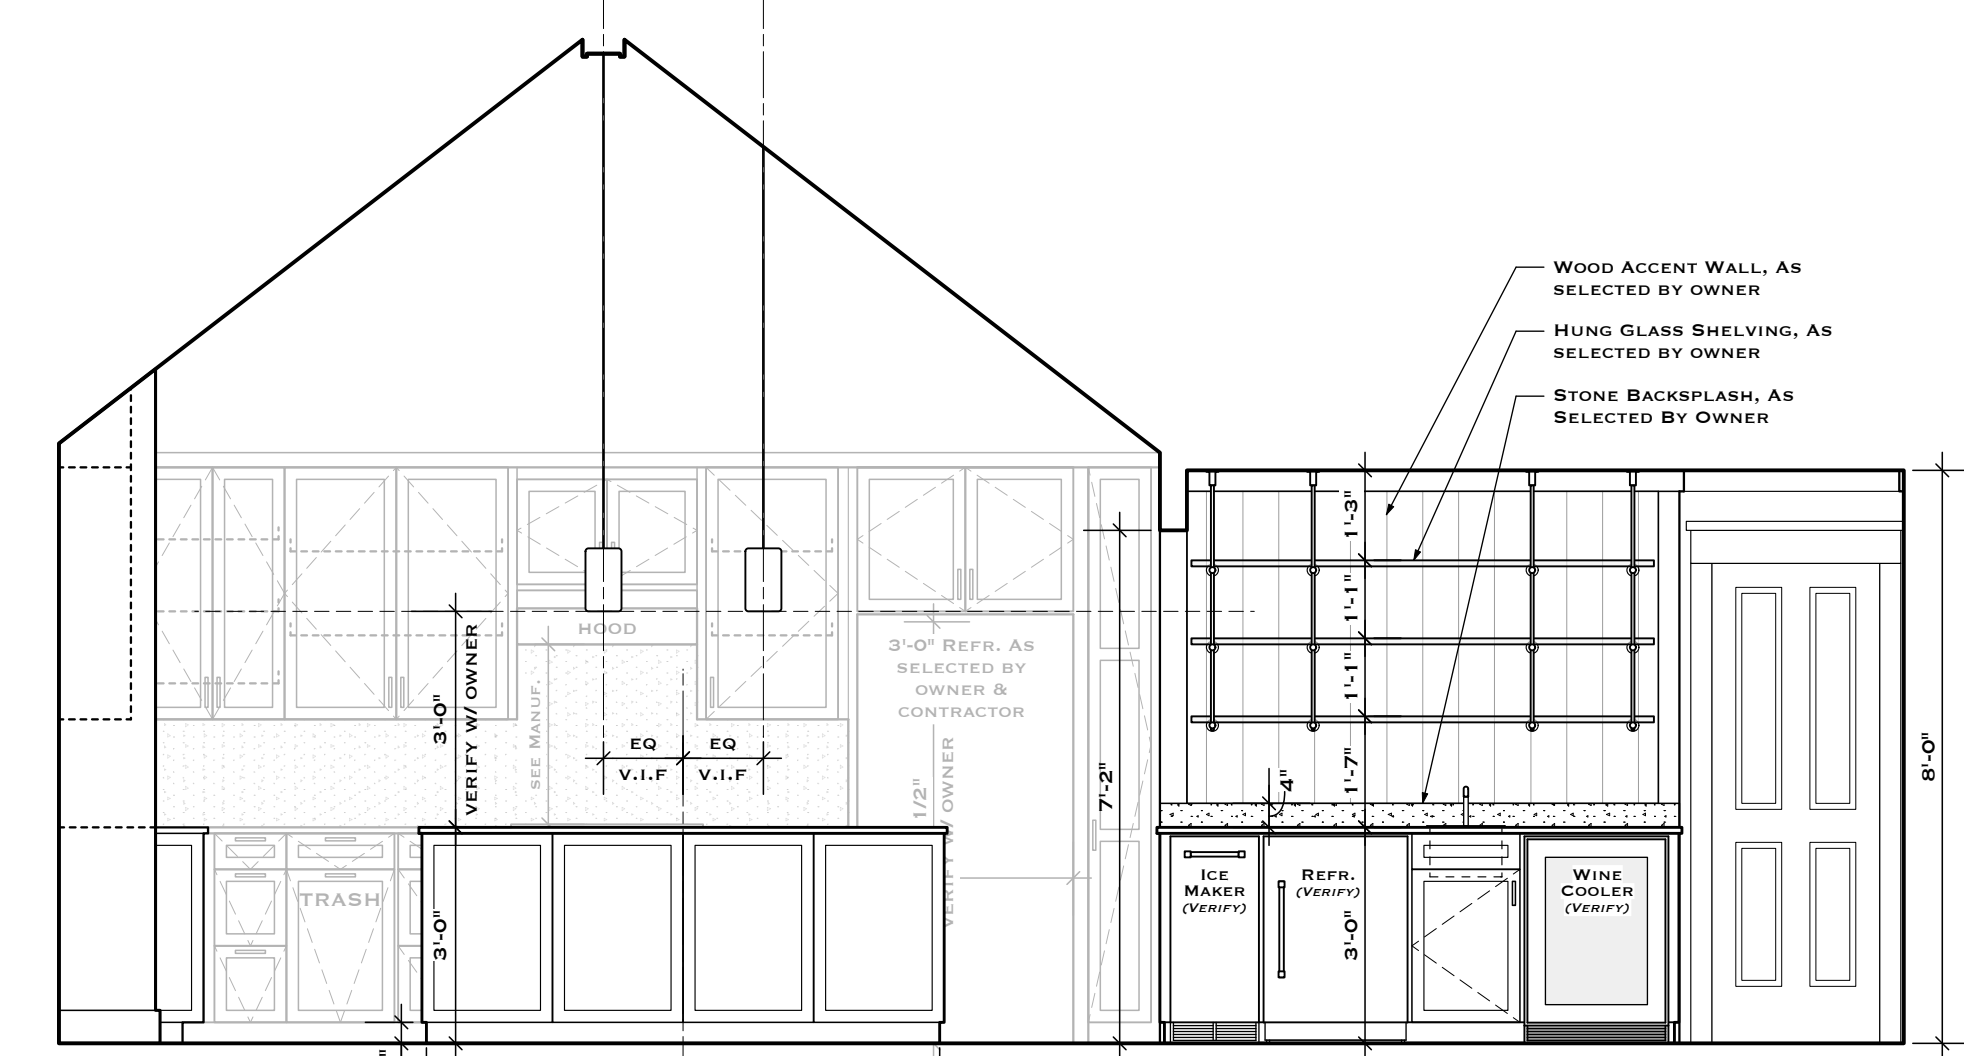 Wood Accent Wall, As
selected by owner
Hung Glass Shelving, As
selected by owner
Stone Backsplash, As
Selected By Owner
1'-3"
1'-1"
1'-1"
1'-7"
4"
3'-0"
8'-0"
7'-2"
Hood
see Manuf.
3'-0" Refr. As
selected by
owner &
contractor
1/2"
Verify w/ owner
3'-0"
Verify w/ owner
EQ
EQ
V.I.F
V.I.F
Trash
3'-0"
Ice
Maker
(Verify)
Refr.
(Verify)
Wine
Cooler
(Verify)